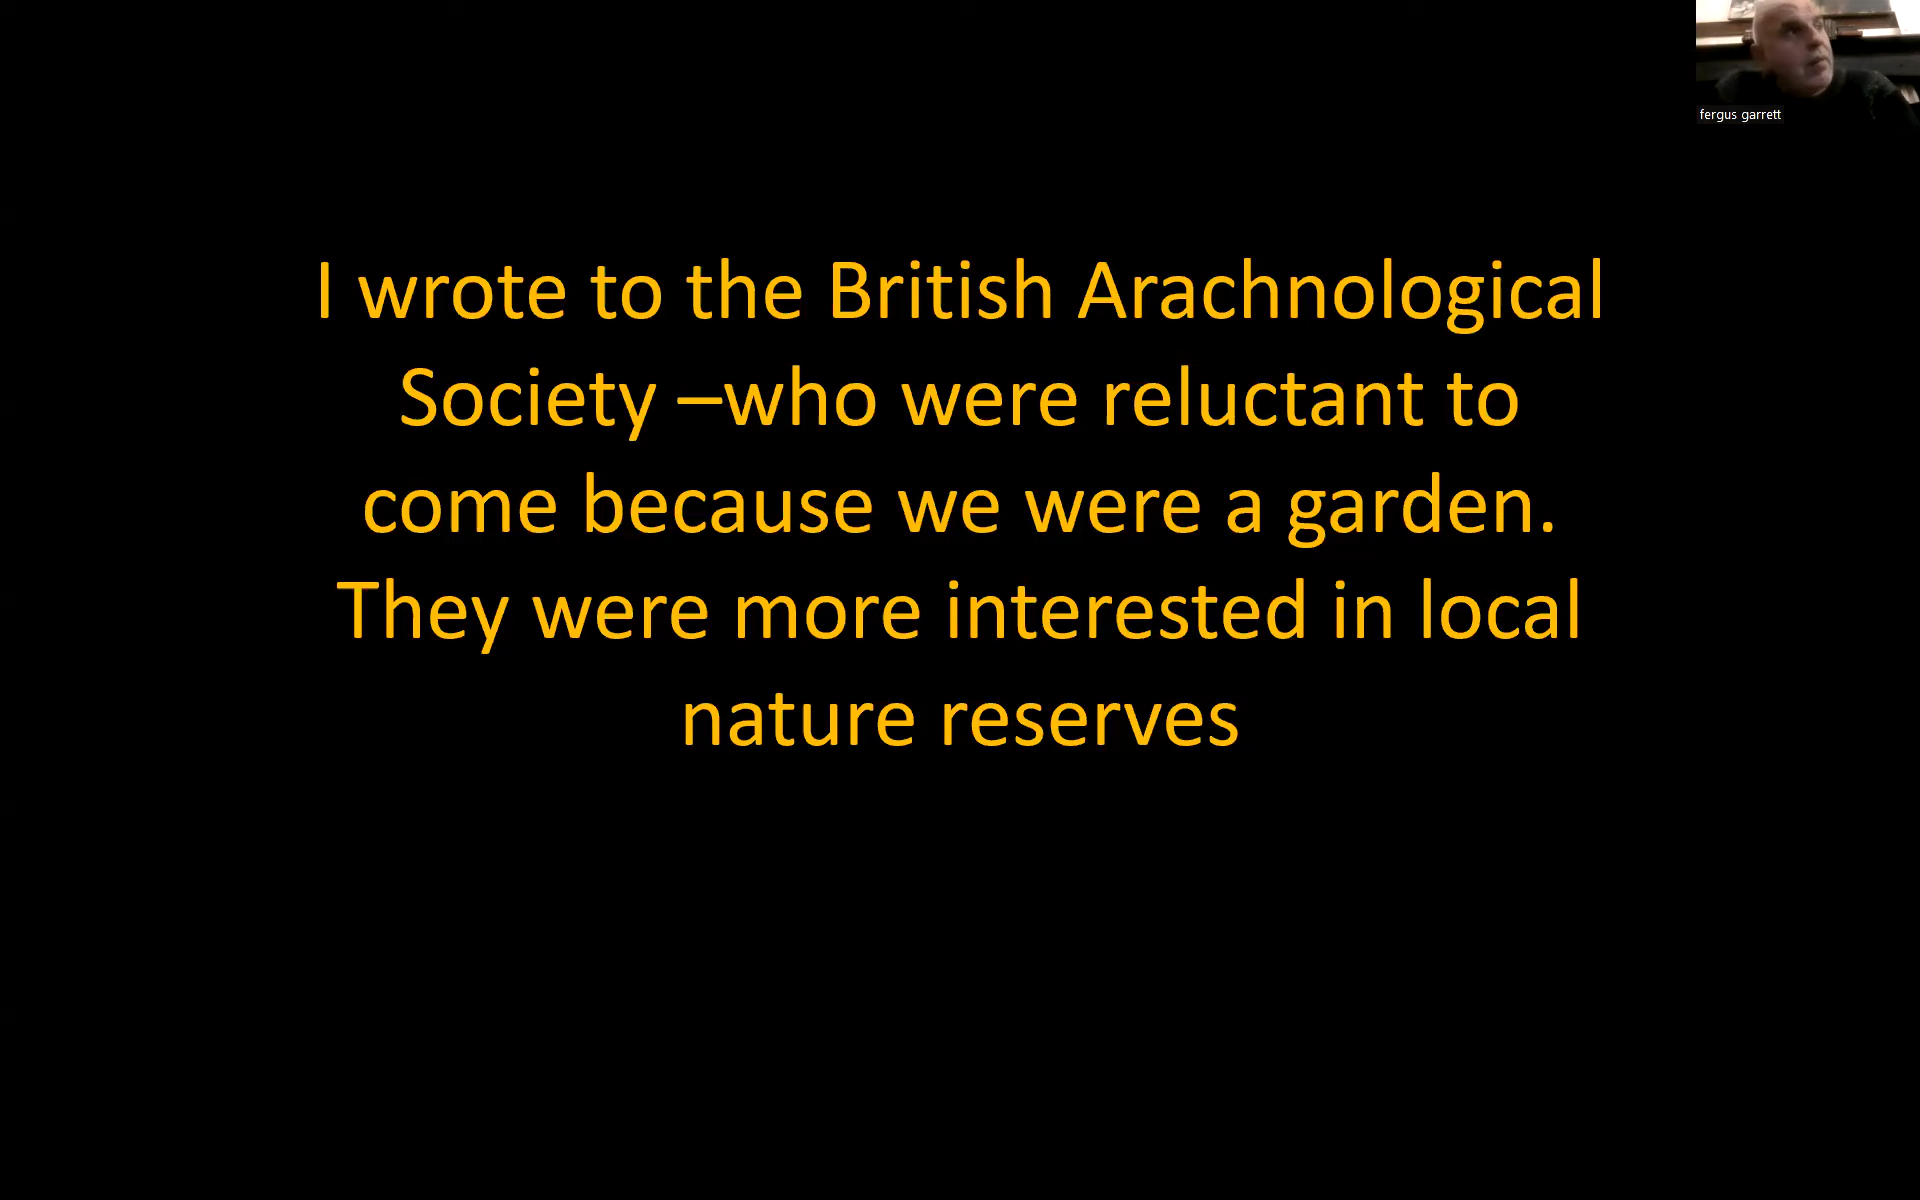 fergus garrett
I wrote to the British Arachnological
Society –who were reluctant to
come because we were a garden.
They were more interested in local
nature reserves